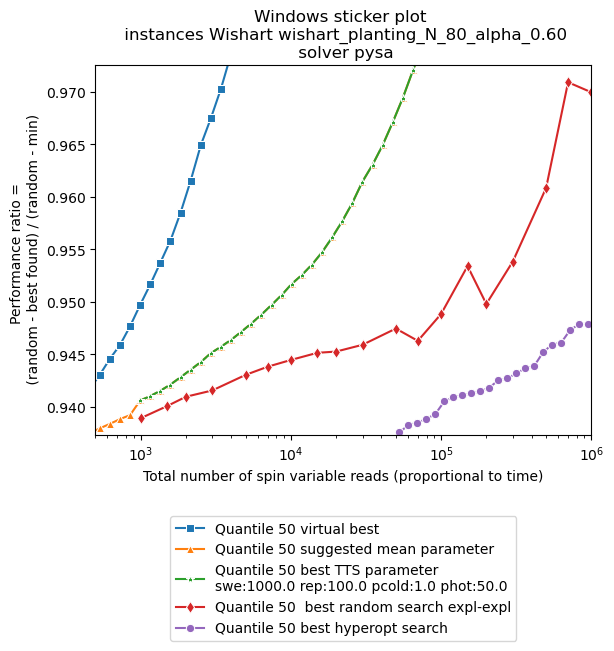 Windows sticker plot
instances Wishart wishart_planting_N_80_alpha_0.60
solver pysa
Performance ratio =
(random - best found) / (random - min)
0.970
0.965
0.960
0.955
0.950
0.945
0.940
10³
10⁴
10⁵
10⁶
Total number of spin variable reads (proportional to time)
Quantile 50 virtual best
Quantile 50 suggested mean parameter
Quantile 50 best TTS parameter
swe:1000.0 rep:100.0 pcold:1.0 phot:50.0
Quantile 50  best random search expl-expl
Quantile 50 best hyperopt search